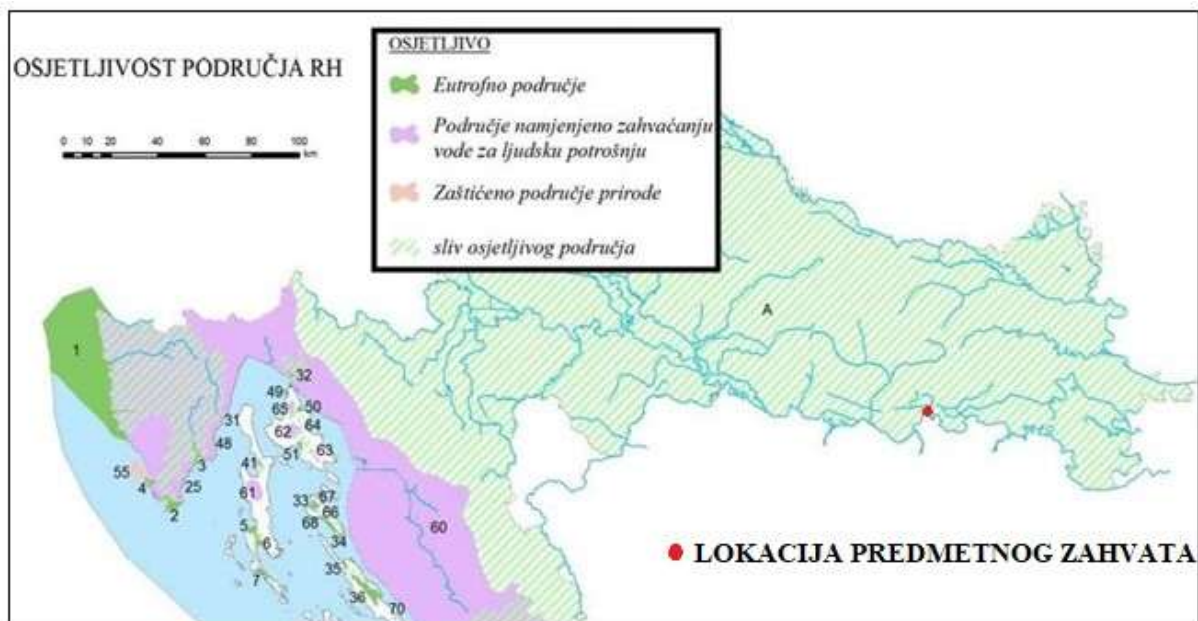 OSJETLJIVOST PODRUČJA RH
0 10 20 40 60 80 100
km
OSJETLJIVO
Eutrofno područje
Područje namjenjeno zahvaćanju
vode za ljudsku potrošnju
Zaštićeno područje prirode
sliv osjetljivog područja
A
1
32
49
65
50
31
62
64
48
51
63
3
41
55
4
25
61
33
67
2
66
68
60
5
6
34
7
35
36
70
LOKACIJA PREDMETNOG ZAHVATA